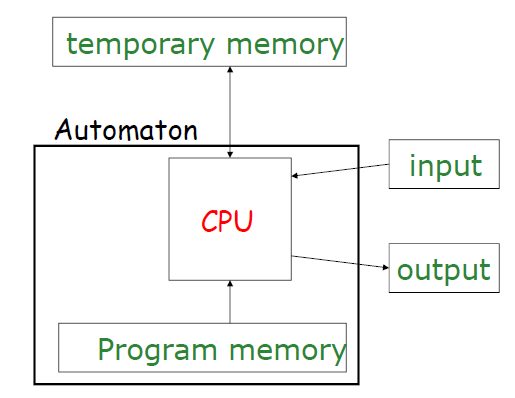 temporary memory
Automaton
input
CPU
output
Program memory